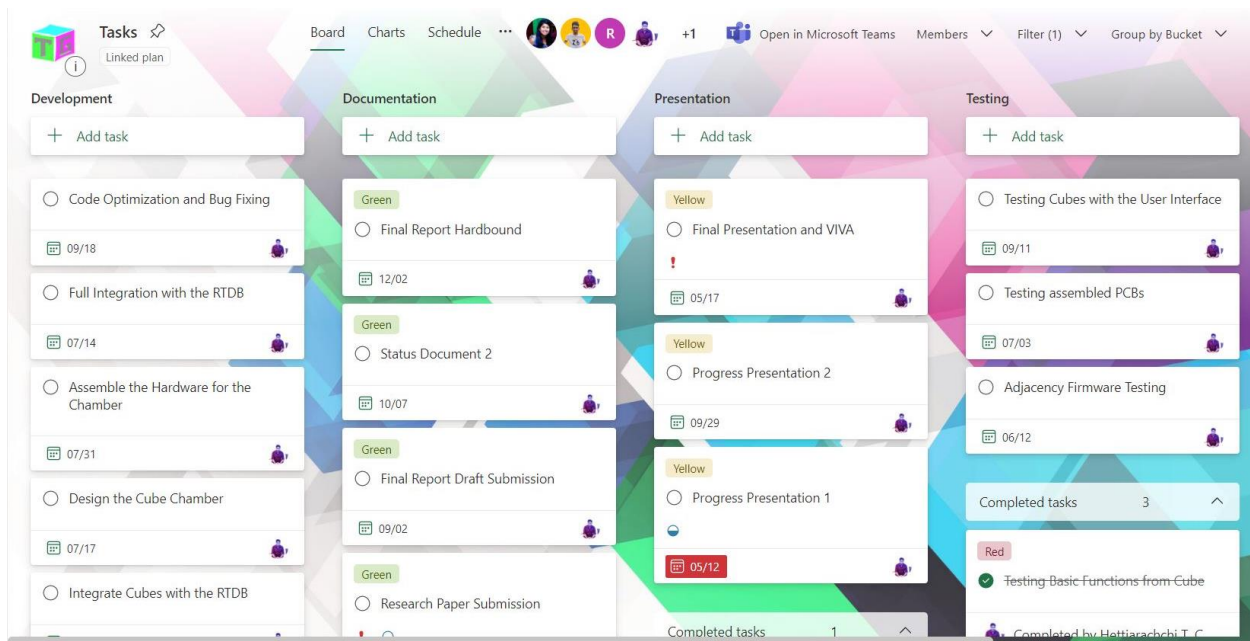 Tasks
Linked plan
Board Charts Schedule ... R +1 Open in Microsoft Teams Members Filter (1) Group by Bucket
Development
+ Add task
Code Optimization and Bug Fixing
09/18
Full Integration with the RTDB
07/14
Assemble the Hardware for the
Chamber
07/31
Design the Cube Chamber
07/17
Integrate Cubes with the RTDB
Documentation
+ Add task
Green
Final Report Hardbound
12/02
Green
Status Document 2
10/07
Green
Final Report Draft Submission
09/02
Green
Research Paper Submission
Presentation
+ Add task
Yellow
Final Presentation and VIVA
!
05/17
Yellow
Progress Presentation 2
09/29
Yellow
Progress Presentation 1
05/12
Completed tasks 1
Testing
+ Add task
Testing Cubes with the User Interface
09/11
Testing assembled PCBs
07/03
Adjacency Firmware Testing
06/12
Completed tasks 3
Red
Testing Basic Functions from Cube
Completed by Hettiarachchi T. C.